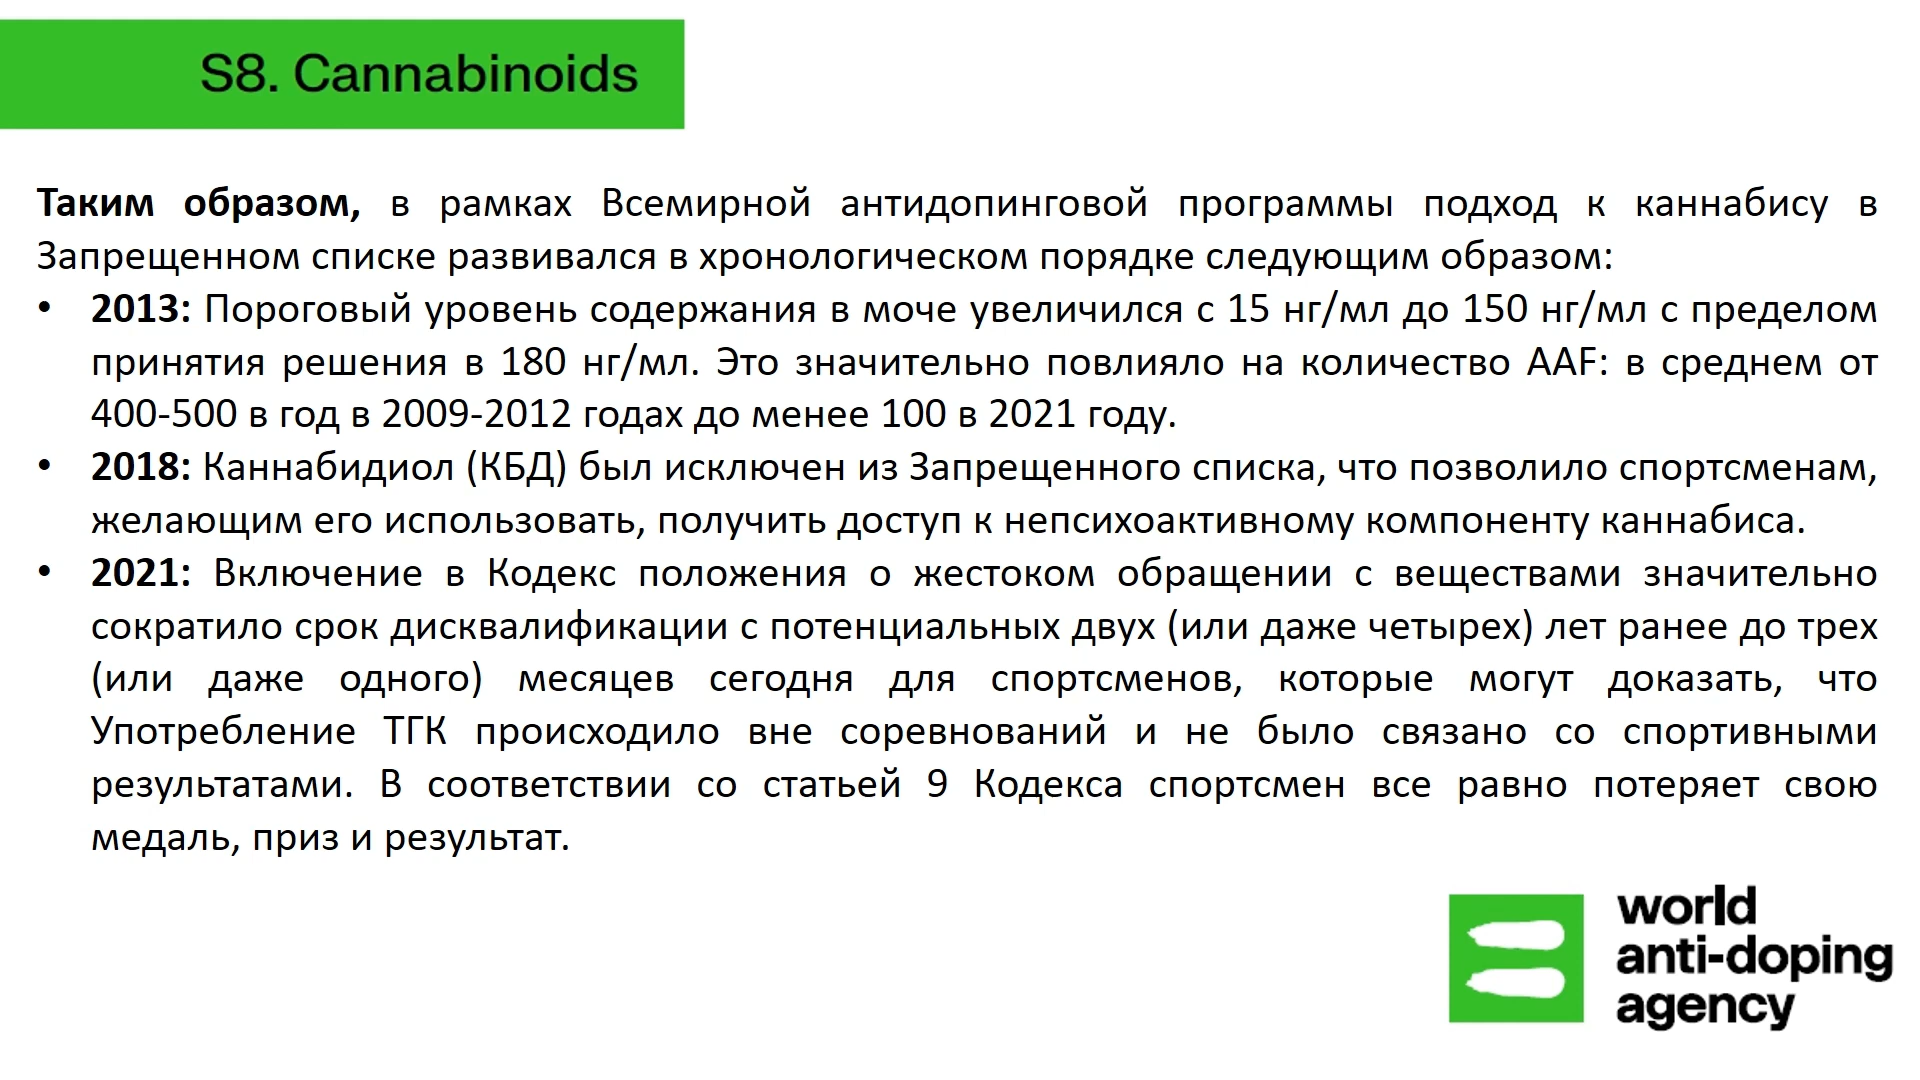 S8. Cannabinoids
Таким образом, в рамках Всемирной антидопинговой программы подход к каннабису в
Запрещенном списке развивался в хронологическом порядке следующим образом:
• 2013: Пороговый уровень содержания в моче увеличился с 15 нг/мл до 150 нг/мл с пределом
принятия решения в 180 нг/мл. Это значительно повлияло на количество AAF: в среднем от
400-500 в год в 2009-2012 годах до менее 100 в 2021 году.
• 2018: Каннабидиол (КБД) был исключен из Запрещенного списка, что позволило спортсменам,
желающим его использовать, получить доступ к непсихоактивному компоненту каннабиса.
• 2021: Включение в Кодекс положения о жестоком обращении с веществами значительно
сократило срок дисквалификации с потенциальных двух (или даже четырех) лет ранее до трех
(или даже одного) месяцев сегодня для спортсменов, которые могут доказать, что
Употребление ТГК происходило вне соревнований и не было связано со спортивными
результатами. В соответствии со статьей 9 Кодекса спортсмен все равно потеряет свою
медаль, приз и результат.
world
anti-doping
agency